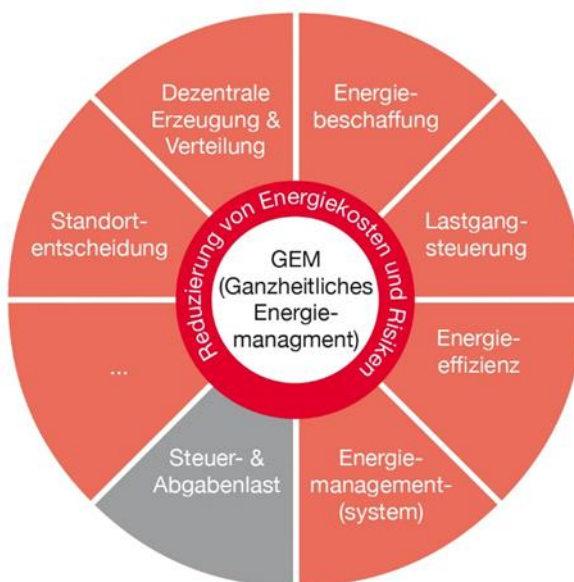 Dezentrale
Erzeugung &
Verteilung
Energie-
beschaffung
Standort-
entscheidung
Lastgang-
steuerung
Reduzierung von Energiekosten und Risiken
GEM
(Ganzheitliches
Energie-
managment)
...
Energie-
effizienz
Steuer- &
Abgabenlast
Energie-
management-
(system)